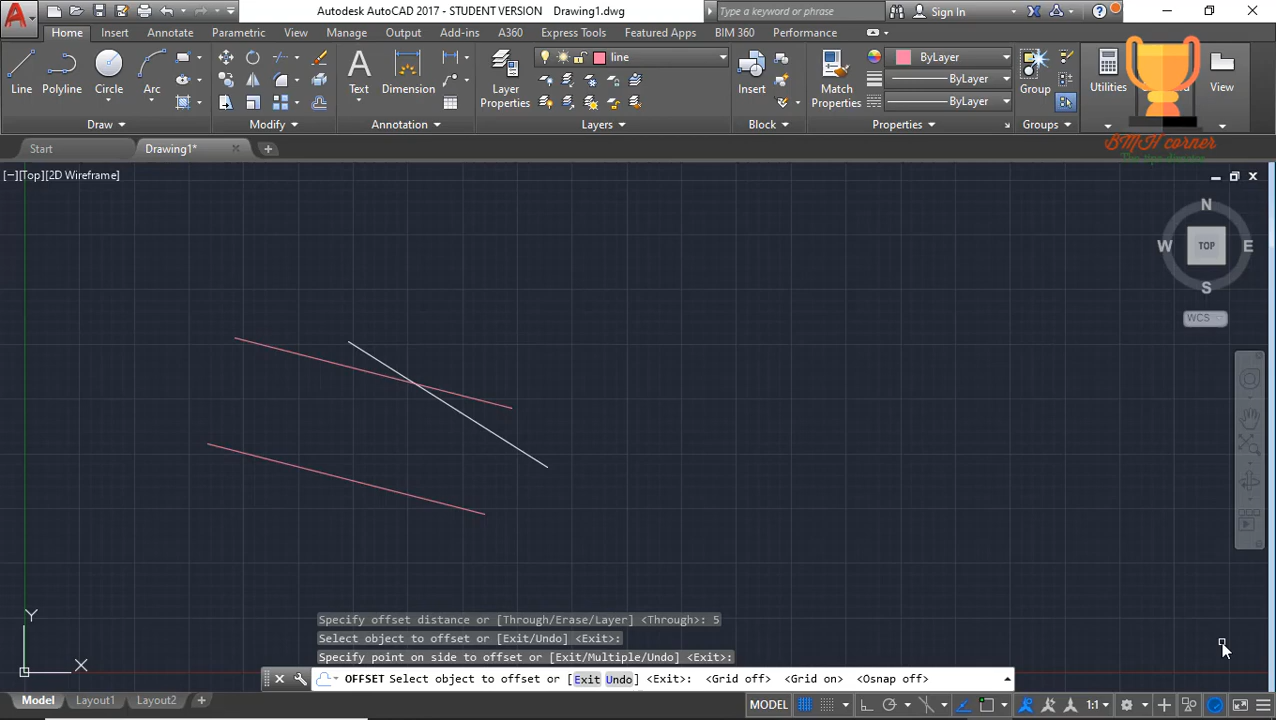 Autodesk AutoCAD 2017 - STUDENT VERSION Drawing1.dwg
Type a keyword or phrase
Sign In
Home Insert Annotate Parametric View Manage Output Add-ins A360 Express Tools Featured Apps BIM 360 Performance
line
ByLayer
Line Polyline Circle Arc
Text Dimension
Layer Properties
Insert
Match Properties
ByLayer
ByLayer
Group
Utilities
View
Draw Modify Annotation Layers Block Properties Groups
BMH corner
Start Drawing1*
[−][Top][2D Wireframe]
N
W TOP E
S
WCS
Y
X
Specify offset distance or [Through/Erase/Layer] <Through>: 5
Select object to offset or [Exit/Undo] <Exit>:
Specify point on side to offset or [Exit/Multiple/Undo] <Exit>:
OFFSET Select object to offset or [Exit Undo] <Exit>: <Grid off> <Grid on> <Osnap off>
Model Layout1 Layout2
MODEL
1:1